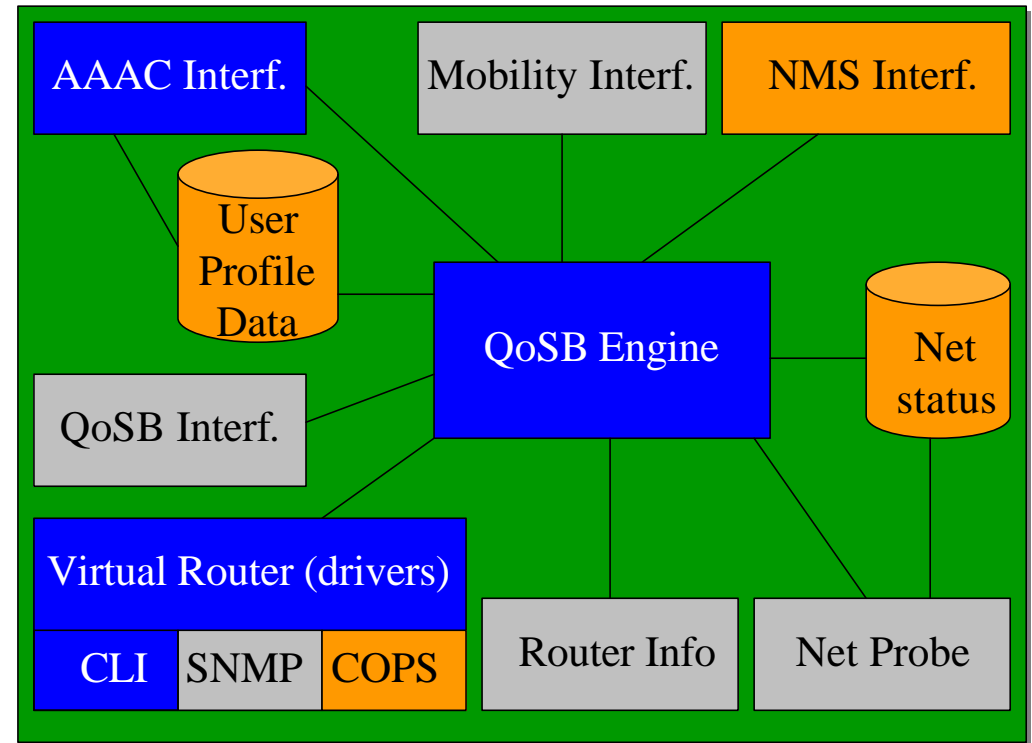 AAAC Interf.
Mobility Interf.
NMS Interf.
User
Profile
Data
QoSB Engine
Net
status
QoSB Interf.
Virtual Router (drivers)
CLI
SNMP
COPS
Router Info
Net Probe